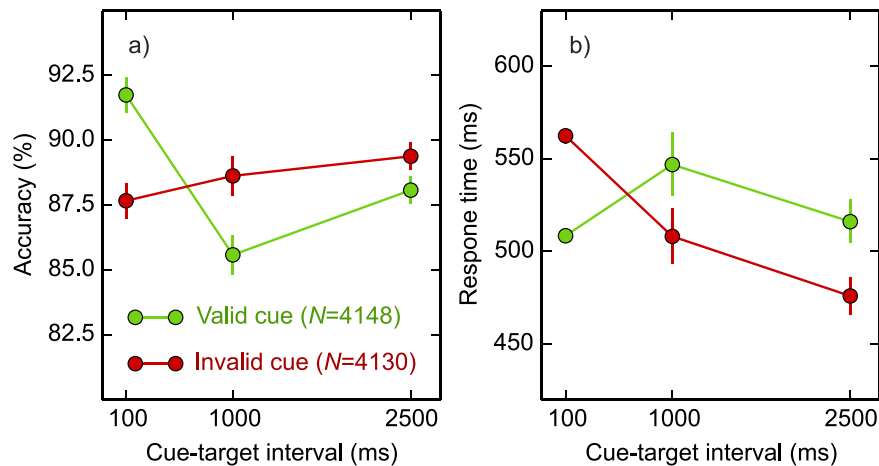 a)
Accuracy (%)
92.5
90.0
87.5
85.0
82.5
Valid cue (N=4148)
Invalid cue (N=4130)
100
1000
2500
Cue-target interval (ms)
b)
Respone time (ms)
600
550
500
450
100
1000
2500
Cue-target interval (ms)